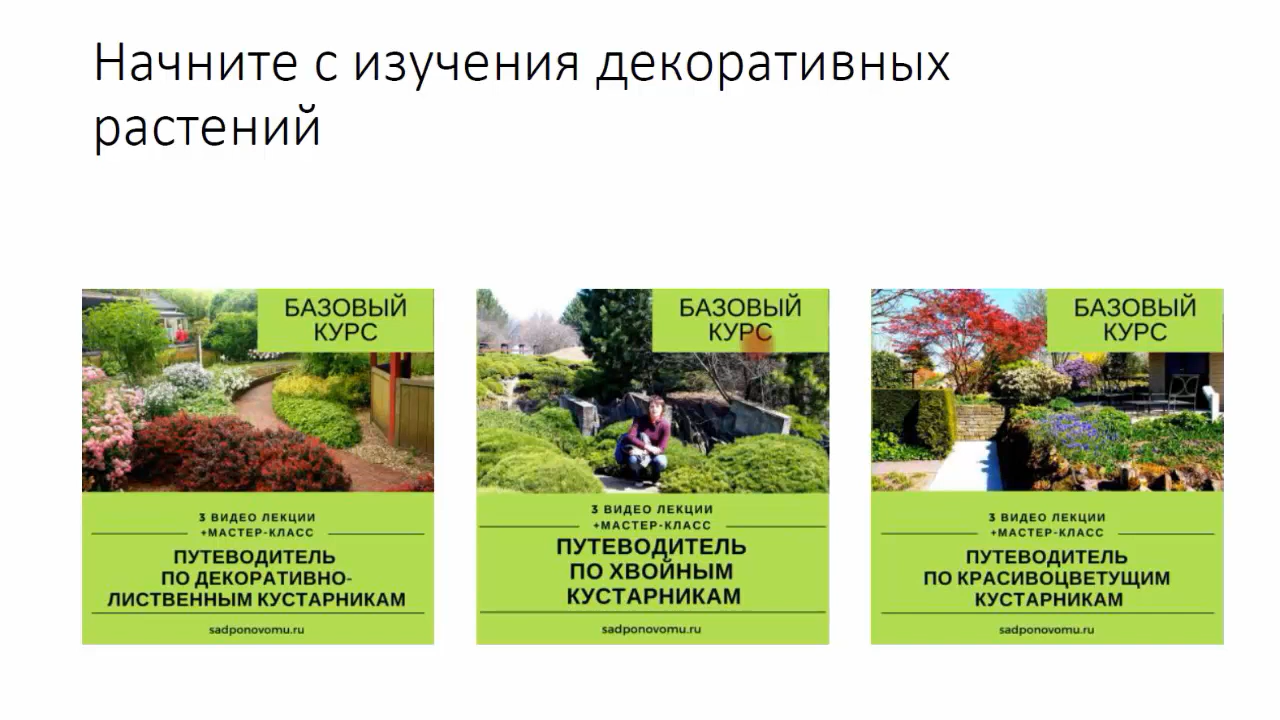 Начните с изучения декоративных
растений
БАЗОВЫЙ
КУРС
3 ВИДЕО ЛЕКЦИИ
+МАСТЕР-КЛАСС
ПУТЕВОДИТЕЛЬ
ПО ДЕКОРАТИВНО-
ЛИСТВЕННЫМ КУСТАРНИКАМ
sadponovomu.ru
БАЗОВЫЙ
КУРС
3 ВИДЕО ЛЕКЦИИ
+МАСТЕР-КЛАСС
ПУТЕВОДИТЕЛЬ
ПО ХВОЙНЫМ
КУСТАРНИКАМ
sadponovomu.ru
БАЗОВЫЙ
КУРС
3 ВИДЕО ЛЕКЦИИ
+МАСТЕР-КЛАСС
ПУТЕВОДИТЕЛЬ
ПО КРАСИВОЦВЕТУЩИМ
КУСТАРНИКАМ
sadponovomu.ru